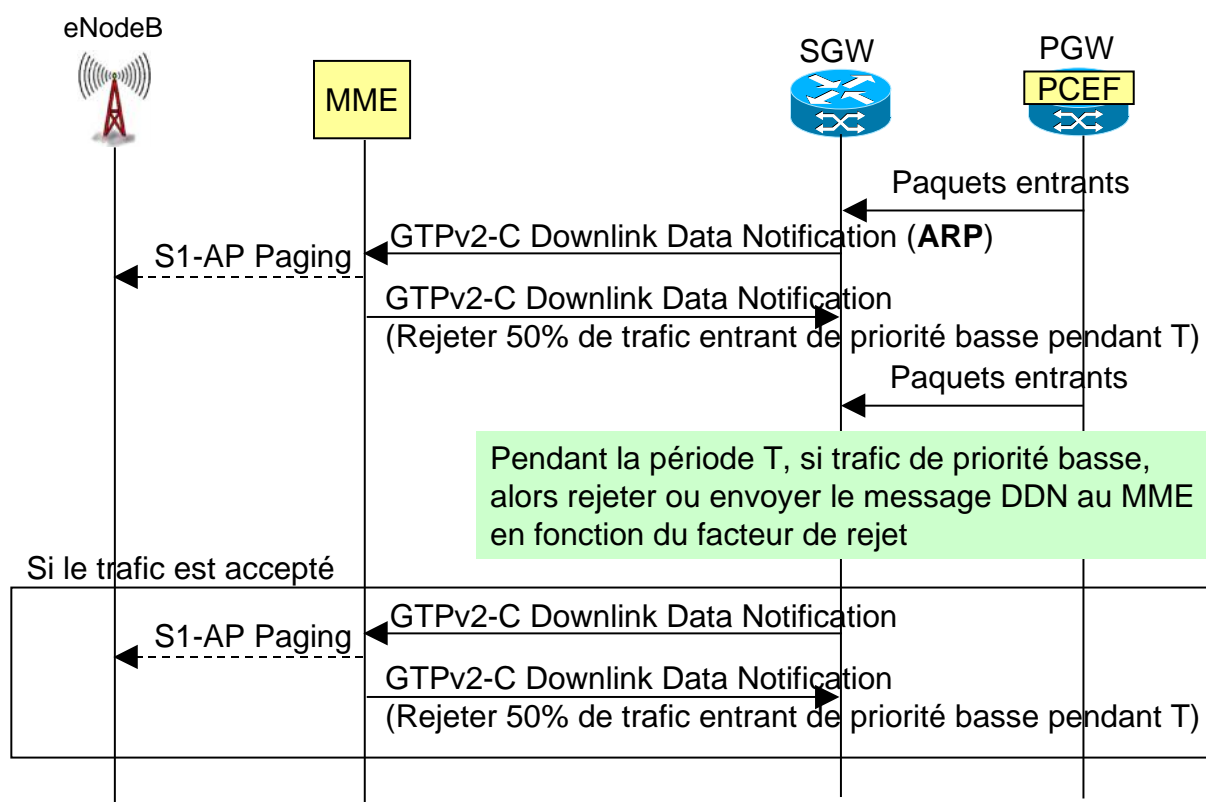 eNodeB
MME
SGW
PGW
PCEF
Paquets entrants
GTPv2-C Downlink Data Notification (ARP)
S1-AP Paging
GTPv2-C Downlink Data Notification
(Rejeter 50% de trafic entrant de priorité basse pendant T)
Paquets entrants
Pendant la période T, si trafic de priorité basse,
alors rejeter ou envoyer le message DDN au MME
en fonction du facteur de rejet
Si le trafic est accepté
GTPv2-C Downlink Data Notification
S1-AP Paging
GTPv2-C Downlink Data Notification
(Rejeter 50% de trafic entrant de priorité basse pendant T)